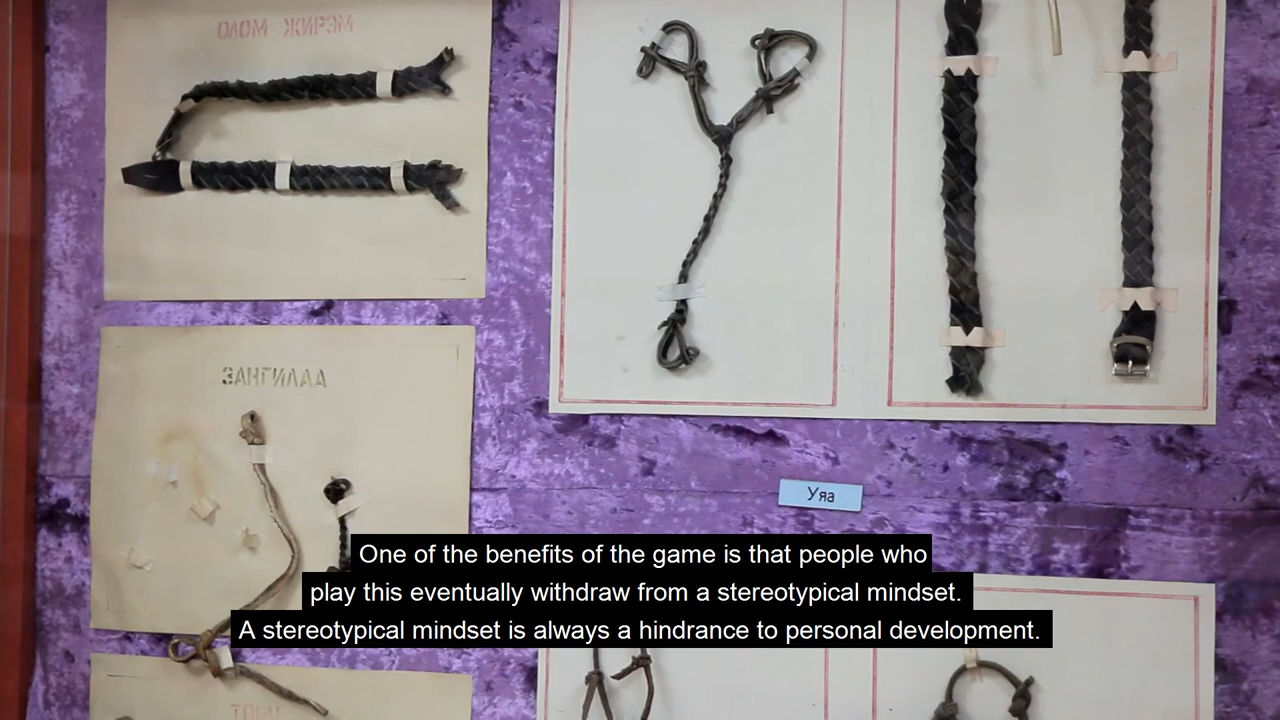 ОЛОМ ЖИРЭМ
ЗАНГИЛАА
Уяа
One of the benefits of the game is that people who
play this eventually withdraw from a stereotypical mindset.
A stereotypical mindset is always a hindrance to personal development.